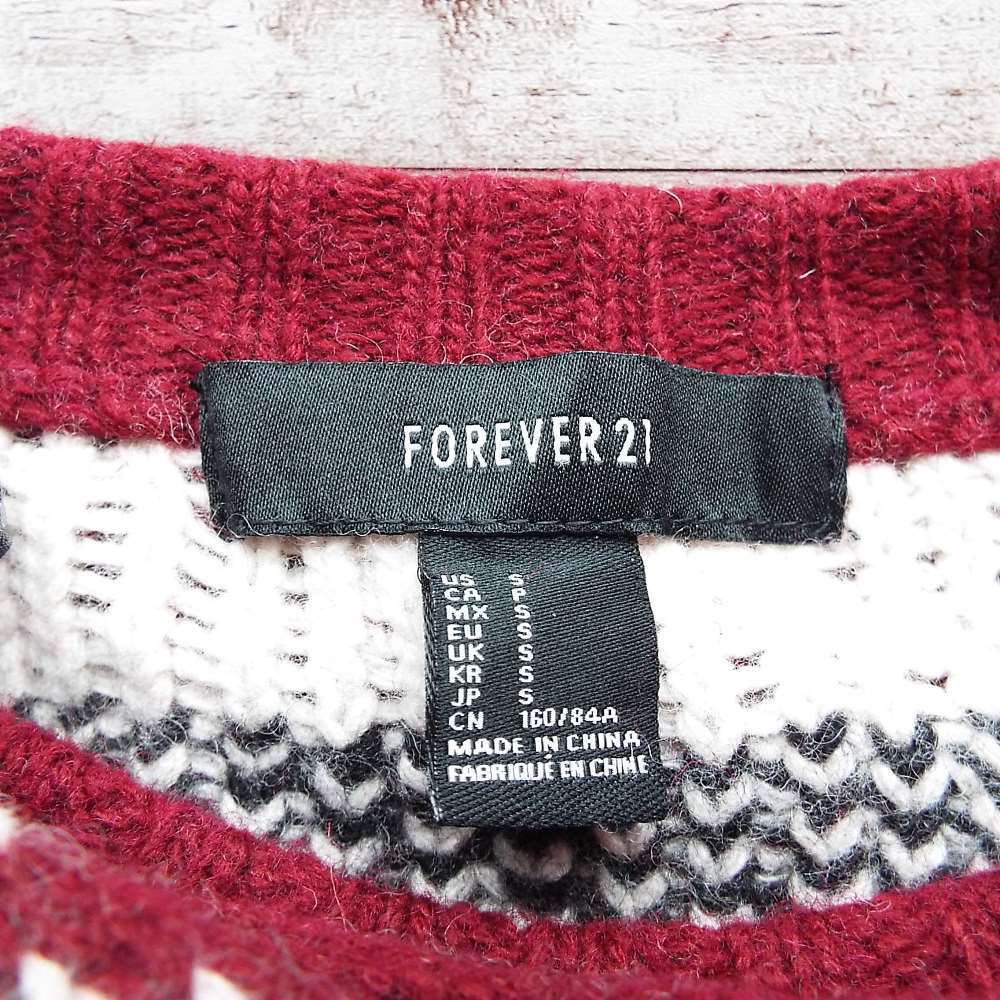 FOREVER 21
US S
CA P
MX S
EU S
UK S
KR S
JP S
CN 160/84A
MADE IN CHINA
FABRIQUÉ EN CHINE